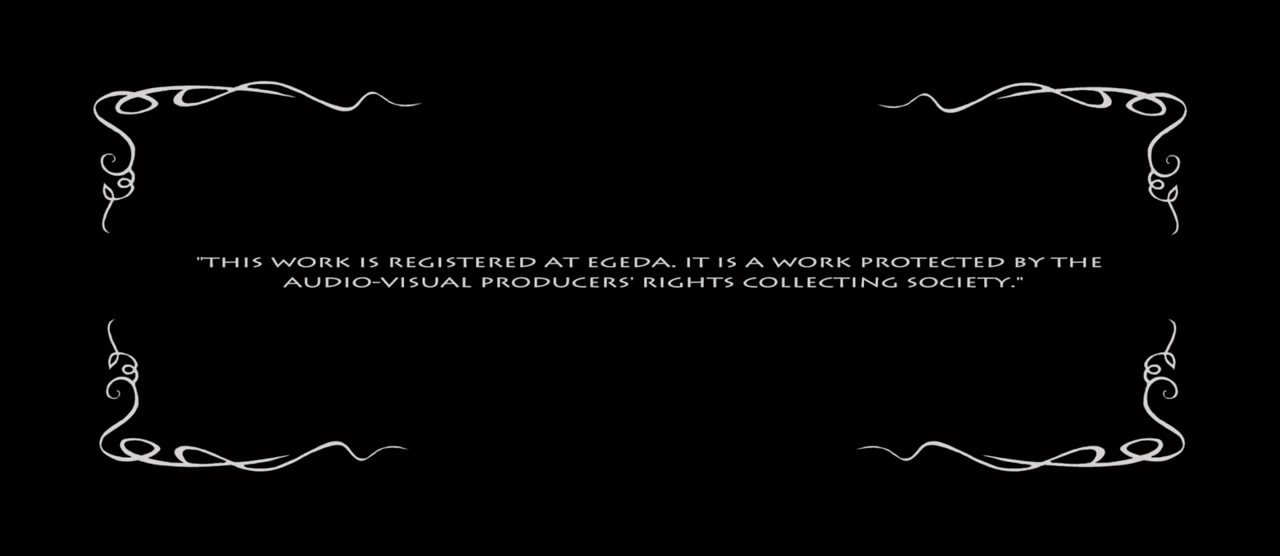 "THIS WORK IS REGISTERED AT EGEDA. IT IS A WORK PROTECTED BY THE
AUDIO-VISUAL PRODUCERS' RIGHTS COLLECTING SOCIETY."